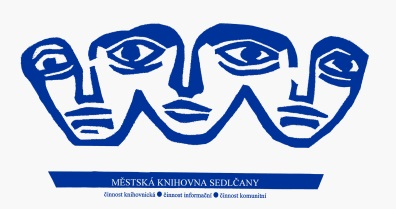 MĚSTSKÁ KNIHOVNA SEDLČANY
činnost knihovnická ● činnost informační ● činnost komunitní